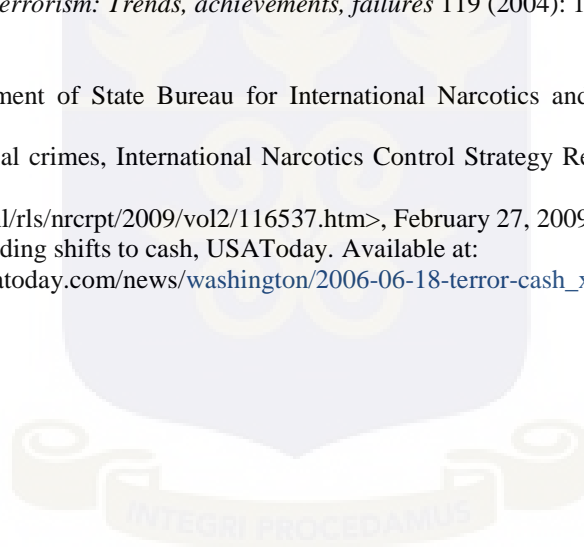 errorism: Trends, achievements, failures 119 (2004): 1
ment of State Bureau for International Narcotics and
al crimes, International Narcotics Control Strategy Re
l/rls/nrcrpt/2009/vol2/116537.htm>, February 27, 2009
ding shifts to cash, USAToday. Available at:
atoday.com/news/washington/2006-06-18-terror-cash_x
INTEGRI PROCEDAMUS